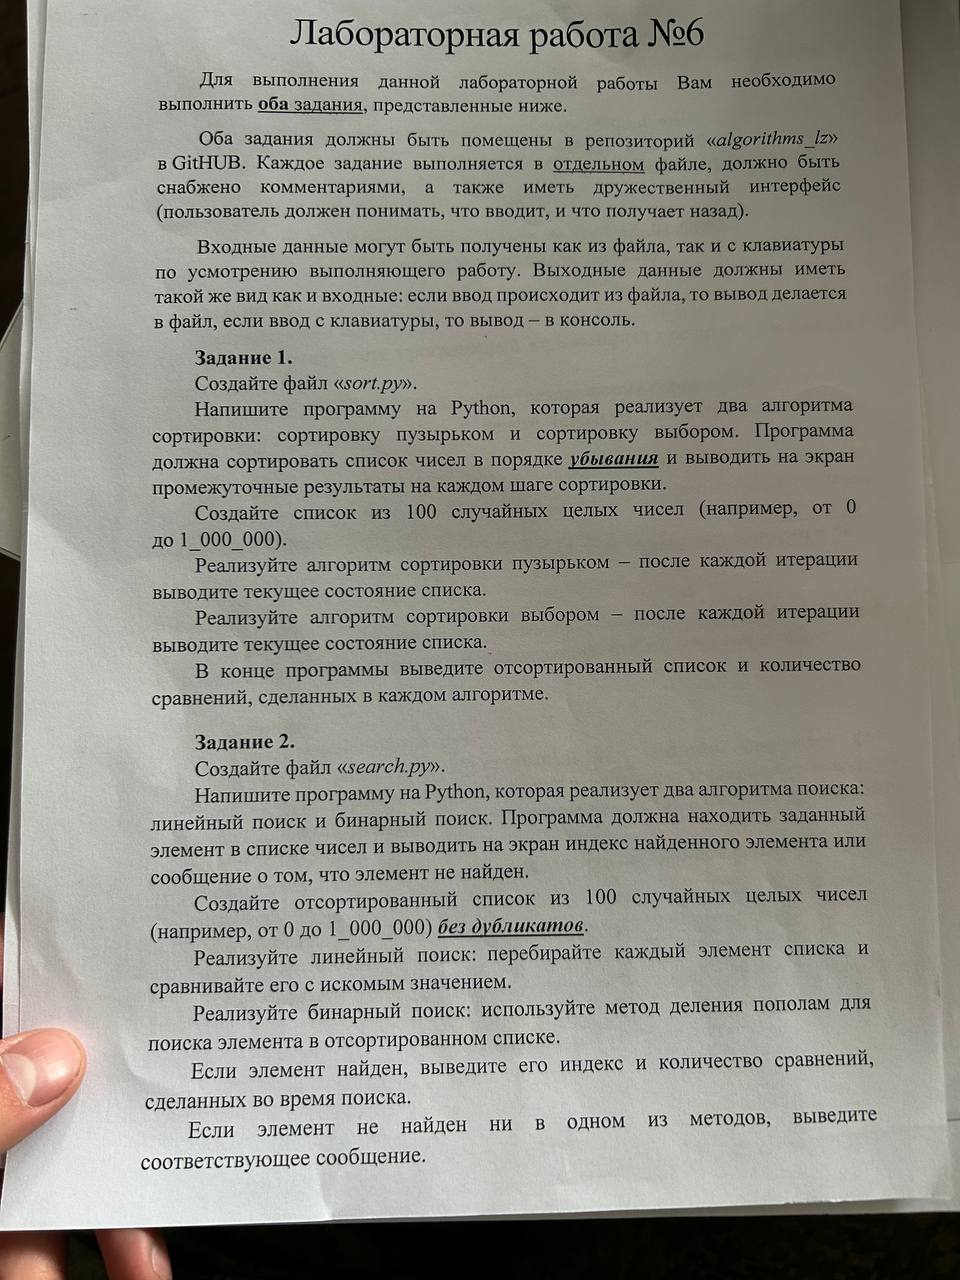 Лабораторная работа №6
Для выполнения данной лабораторной работы Вам необходимо
выполнить оба задания, представленные ниже.
Оба задания должны быть помещены в репозиторий «algorithms_lz»
в GitHUB. Каждое задание выполняется в отдельном файле, должно быть
снабжено комментариями, а также иметь дружественный интерфейс
(пользователь должен понимать, что вводит, и что получает назад).
Входные данные могут быть получены как из файла, так и с клавиатуры
по усмотрению выполняющего работу. Выходные данные должны иметь
такой же вид как и входные: если ввод происходит из файла, то вывод делается
в файл, если ввод с клавиатуры, то вывод – в консоль.
Задание 1.
Создайте файл «sort.py».
Напишите программу на Python, которая реализует два алгоритма
сортировки: сортировку пузырьком и сортировку выбором. Программа
должна сортировать список чисел в порядке убывания и выводить на экран
промежуточные результаты на каждом шаге сортировки.
Создайте список из 100 случайных целых чисел (например, от 0
до 1_000_000).
Реализуйте алгоритм сортировки пузырьком – после каждой итерации
выводите текущее состояние списка.
Реализуйте алгоритм сортировки выбором – после каждой итерации
выводите текущее состояние списка.
В конце программы выведите отсортированный список и количество
сравнений, сделанных в каждом алгоритме.
Задание 2.
Создайте файл «search.py».
Напишите программу на Python, которая реализует два алгоритма поиска:
линейный поиск и бинарный поиск. Программа должна находить заданный
элемент в списке чисел и выводить на экран индекс найденного элемента или
сообщение о том, что элемент не найден.
Создайте отсортированный список из 100 случайных целых чисел
(например, от 0 до 1_000_000) без дубликатов.
Реализуйте линейный поиск: перебирайте каждый элемент списка и
сравнивайте его с искомым значением.
Реализуйте бинарный поиск: используйте метод деления пополам для
поиска элемента в отсортированном списке.
Если элемент найден, выведите его индекс и количество сравнений,
сделанных во время поиска.
Если элемент не найден ни в одном из методов, выведите
соответствующее сообщение.